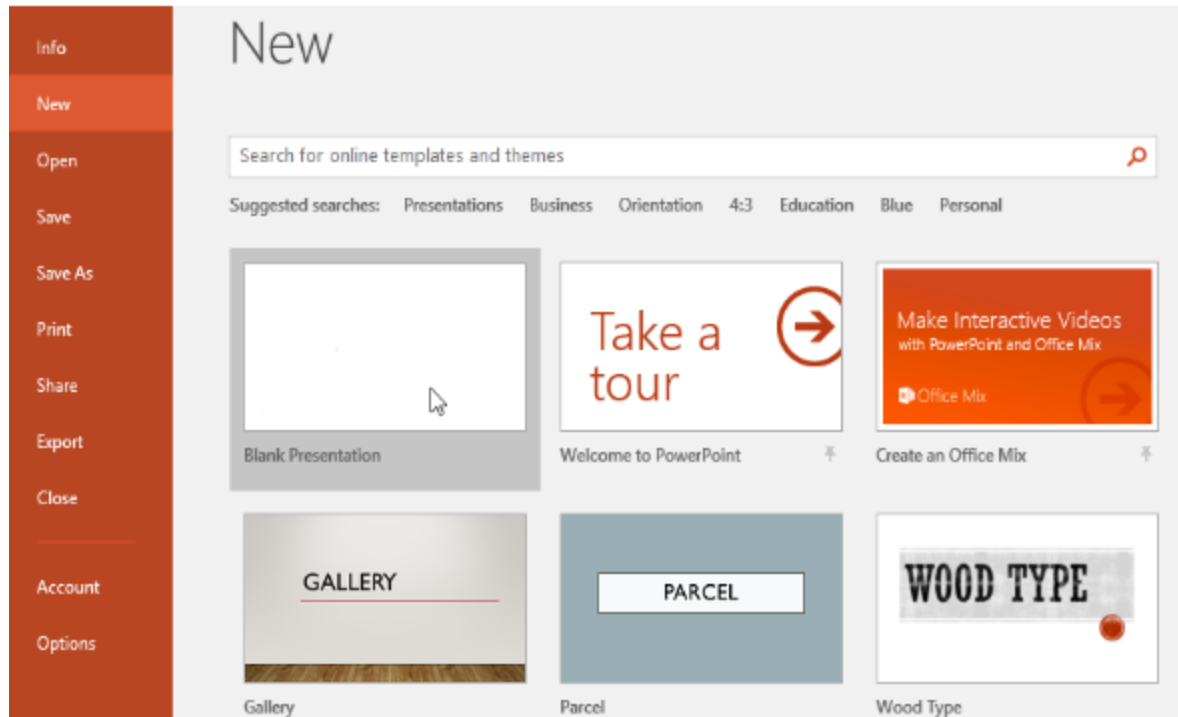 Info
New
Open
Save
Save As
Print
Share
Export
Close
Account
Options
New
Search for online templates and themes
Suggested searches: Presentations Business Orientation 4:3 Education Blue Personal
Take a
tour
Make Interactive Videos
with PowerPoint and Office Mix
Office Mix
Blank Presentation
Welcome to PowerPoint
Create an Office Mix
GALLERY
PARCEL
WOOD TYPE
Gallery
Parcel
Wood Type